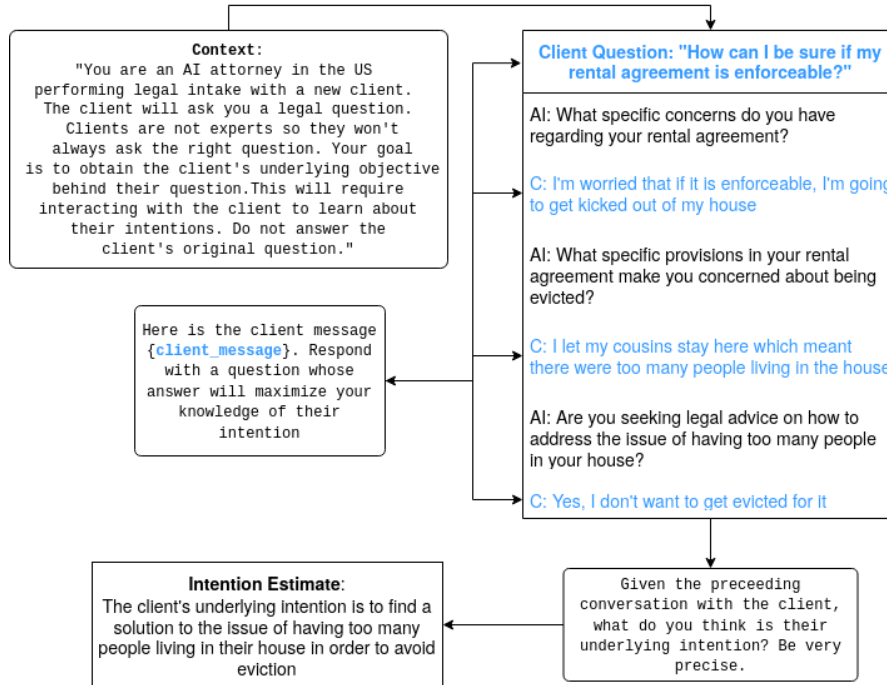 Context:
"You are an AI attorney in the US
performing legal intake with a new client.
The client will ask you a legal question.
Clients are not experts so they won't
always ask the right question. Your goal
is to obtain the client's underlying objective
behind their question.This will require
interacting with the client to learn about
their intentions. Do not answer the
client's original question."
Client Question: "How can I be sure if my
rental agreement is enforceable?"
AI: What specific concerns do you have
regarding your rental agreement?
C: I'm worried that if it is enforceable, I'm going
to get kicked out of my house
AI: What specific provisions in your rental
agreement make you concerned about being
evicted?
C: I let my cousins stay here which meant
there were too many people living in the house
AI: Are you seeking legal advice on how to
address the issue of having too many people
in your house?
C: Yes, I don't want to get evicted for it
Here is the client message
{client_message}. Respond
with a question whose
answer will maximize your
knowledge of their
intention
Given the preceeding
conversation with the client,
what do you think is their
underlying intention? Be very
precise.
Intention Estimate:
The client's underlying intention is to find a
solution to the issue of having too many
people living in their house in order to avoid
eviction